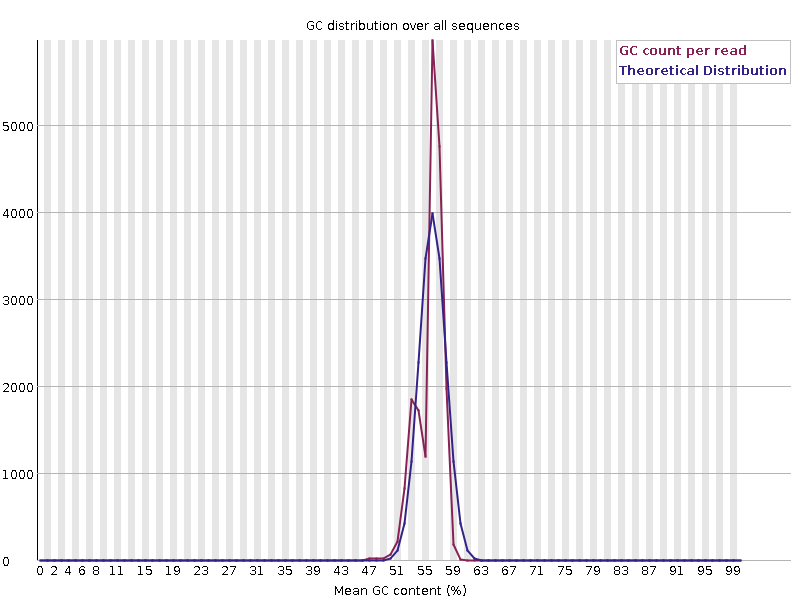 GC distribution over all sequences
GC count per read
Theoretical Distribution
5000
4000
3000
2000
1000
0
0 2 4 6 8 11 15 19 23 27 31 35 39 43 47 51 55 59 63 67 71 75 79 83 87 91 95 99
Mean GC content (%)